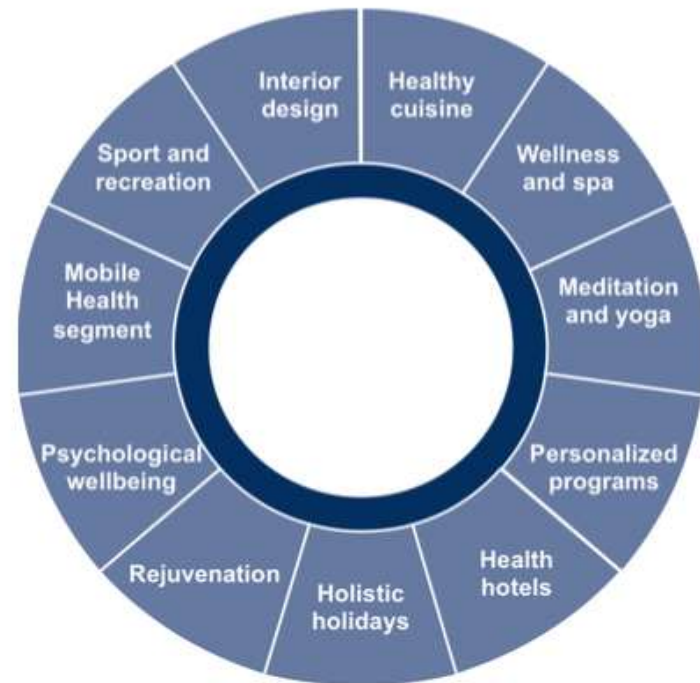 Interior
design
Healthy
cuisine
Wellness
and spa
Meditation
and yoga
Personalized
programs
Health
hotels
Holistic
holidays
Rejuvenation
Psychological
wellbeing
Mobile
Health
segment
Sport and
recreation